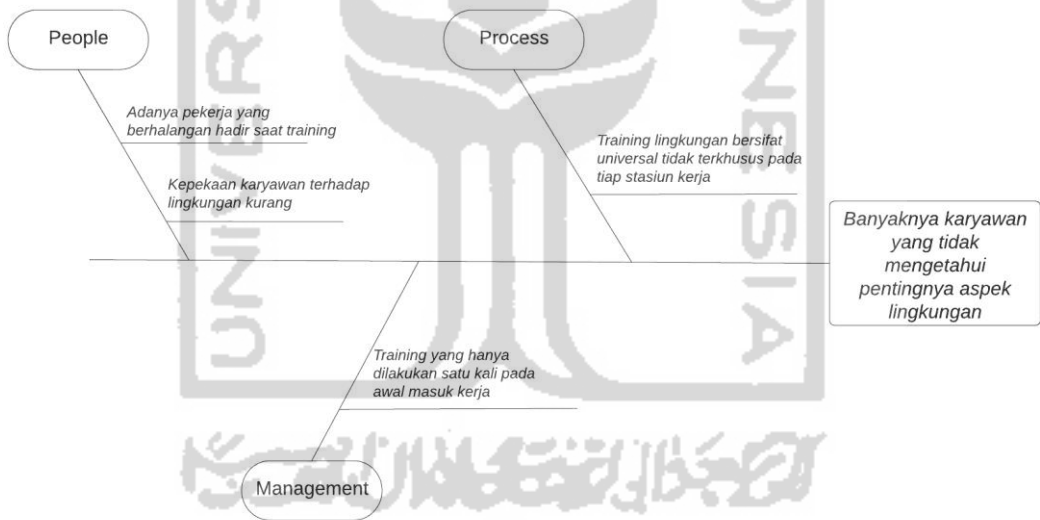 People
Process
Adanya pekerja yang
berhalangan hadir saat training
Training lingkungan bersifat
universal tidak terkhusus pada
tiap stasiun kerja
Kepekaan karyawan terhadap
lingkungan kurang
Banyaknya karyawan
yang tidak
mengetahui
pentingnya aspek
lingkungan
Training yang hanya
dilakukan satu kali pada
awal masuk kerja
Management
UNIVERS
ONESIA